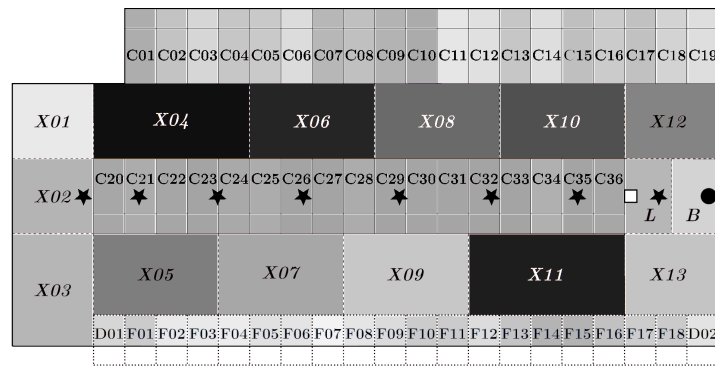 C01 C02 C03 C04 C05 C06 C07 C08 C09 C10 C11 C12 C13 C14 C15 C16 C17 C18 C19
X01 X04 X06 X08 X10 X12
C20 C21 C22 C23 C24 C25 C26 C27 C28 C29 C30 C31 C32 C33 C34 C35 C36
X02
L B
X03 X05 X07 X09 X11 X13
D01 F01 F02 F03 F04 F05 F06 F07 F08 F09 F10 F11 F12 F13 F14 F15 F16 F17 F18 D02